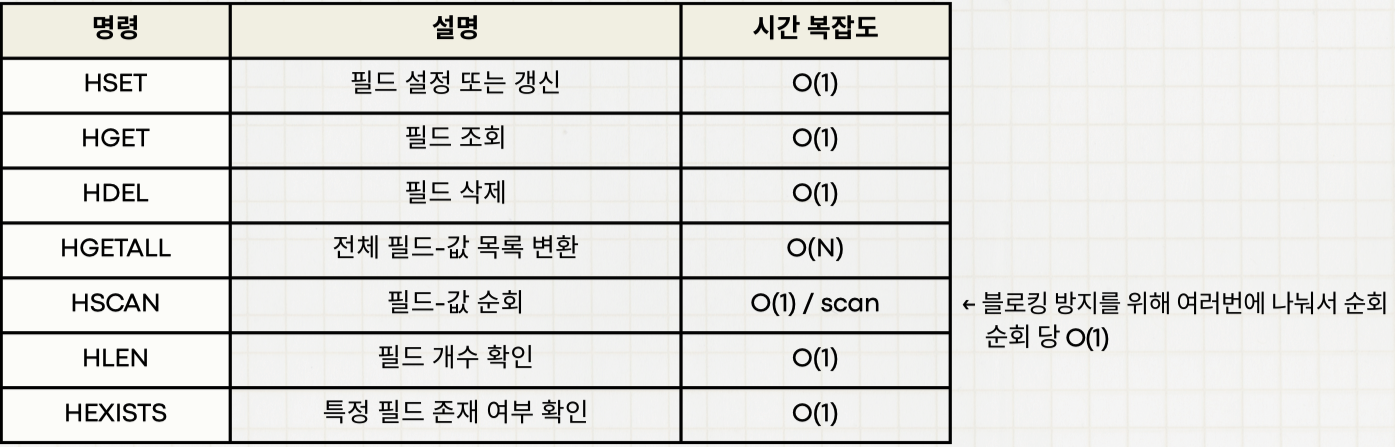 명령 설명 시간 복잡도
HSET 필드 설정 또는 갱신 O(1)
HGET 필드 조회 O(1)
HDEL 필드 삭제 O(1)
HGETALL 전체 필드-값 목록 변환 O(N)
HSCAN 필드-값 순회 O(1) / scan ← 블로킹 방지를 위해 여러번에 나눠서 순회
순회 당 O(1)
HLEN 필드 개수 확인 O(1)
HEXISTS 특정 필드 존재 여부 확인 O(1)